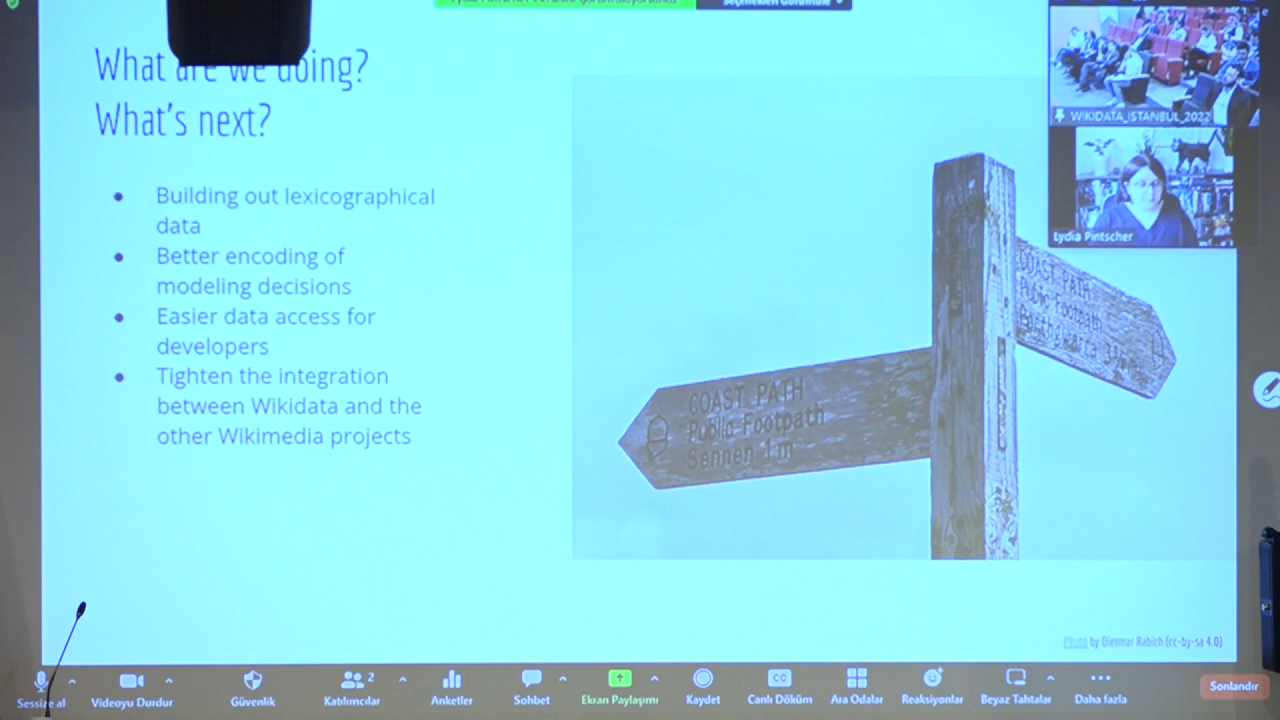 Seçenekleri Görüntüle
What are we doing?
What's next?
Building out lexicographical
data
Better encoding of
modeling decisions
Easier data access for
developers
Tighten the integration
between Wikidata and the
other Wikimedia projects
WIKIDATA_ISTANBUL_2022
Lydia Pintscher
COAST PATH
Public Footpath
Porthgwarra
COAST PATH
Public Footpath
Sennen 1m
Photo by Dietmar Rabich (cc-by-sa 4.0)
Sessize al
Videoyu Durdur
Güvenlik
2
Katılımcılar
Anketler
Sohbet
Ekran Paylaşımı
Kaydet
CC
Canlı Döküm
Ara Odalar
Reaksiyonlar
Beyaz Tahtalar
Daha fazla
Sonlandır